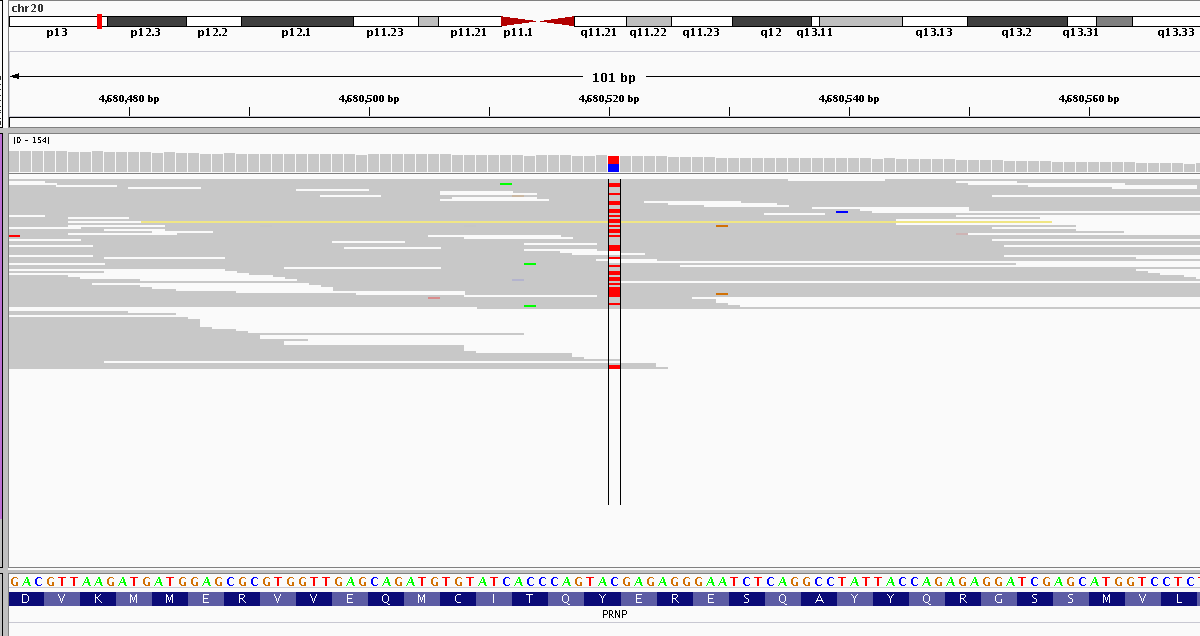 chr20
p13 p12.3 p12.2 p12.1 p11.23 p11.21 p11.1 q11.21 q11.22 q11.23 q12 q13.11 q13.13 q13.2 q13.31 q13.33
101 bp
4,680,480 bp 4,680,500 bp 4,680,520 bp 4,680,540 bp 4,680,560 bp
[0 - 154]
GACGTTAAGATGATGGAGCGCGTGGTTGAGCAGATGTGTATCACCCAGTACGAGAGGGAATCTCAGGCCTATTACCAGAGAGGATCGAGCATGGTCCTC
D V K M M E R V V E Q M C I T Q Y E R E S Q A Y Y Q R G S S M V L
PRNP